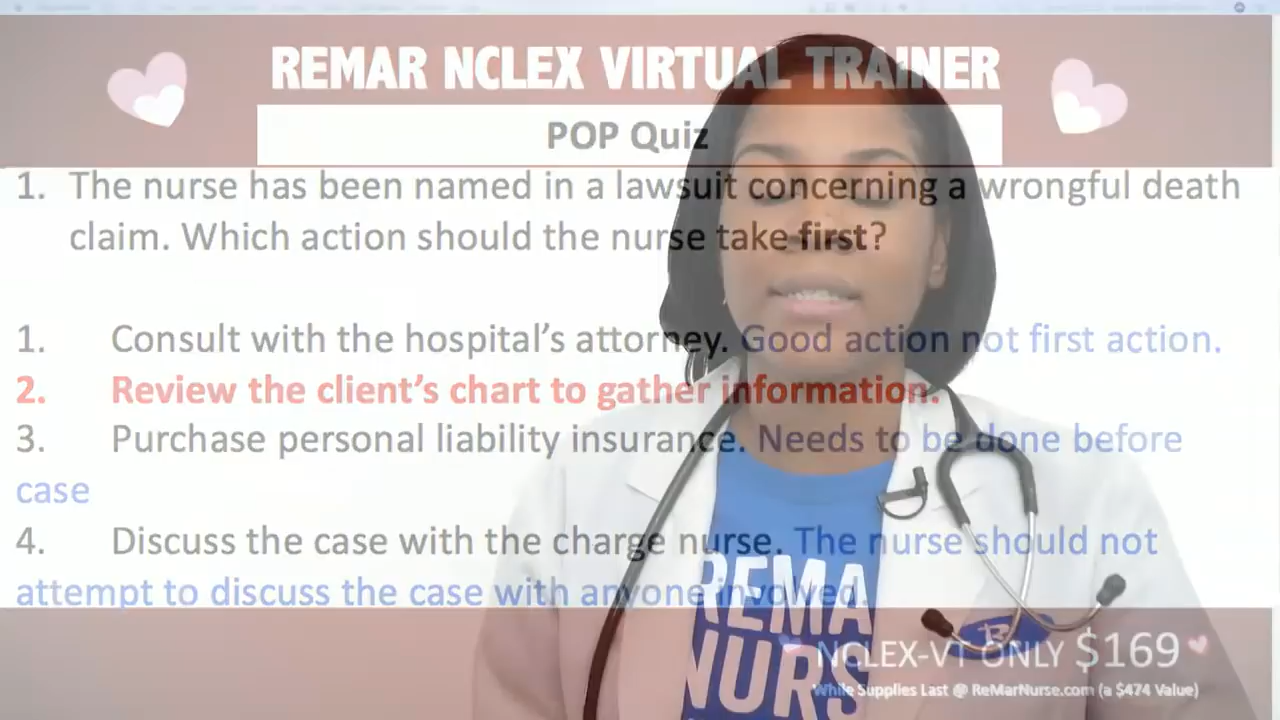 REMAR NCLEX VIRTUAL TRAINER
POP Quiz
1. The nurse has been named in a lawsuit concerning a wrongful death
claim. Which action should the nurse take first?
1. Consult with the hospital's attorney. Good action not first action.
2. Review the client's chart to gather information.
3. Purchase personal liability insurance. Needs to be done before
case
4. Discuss the case with the charge nurse. The nurse should not
attempt to discuss the case with anyone involved.
REMA
NURS
NCLEX-VT ONLY $169
While Supplies Last @ ReMarNurse.com (a $474 Value)